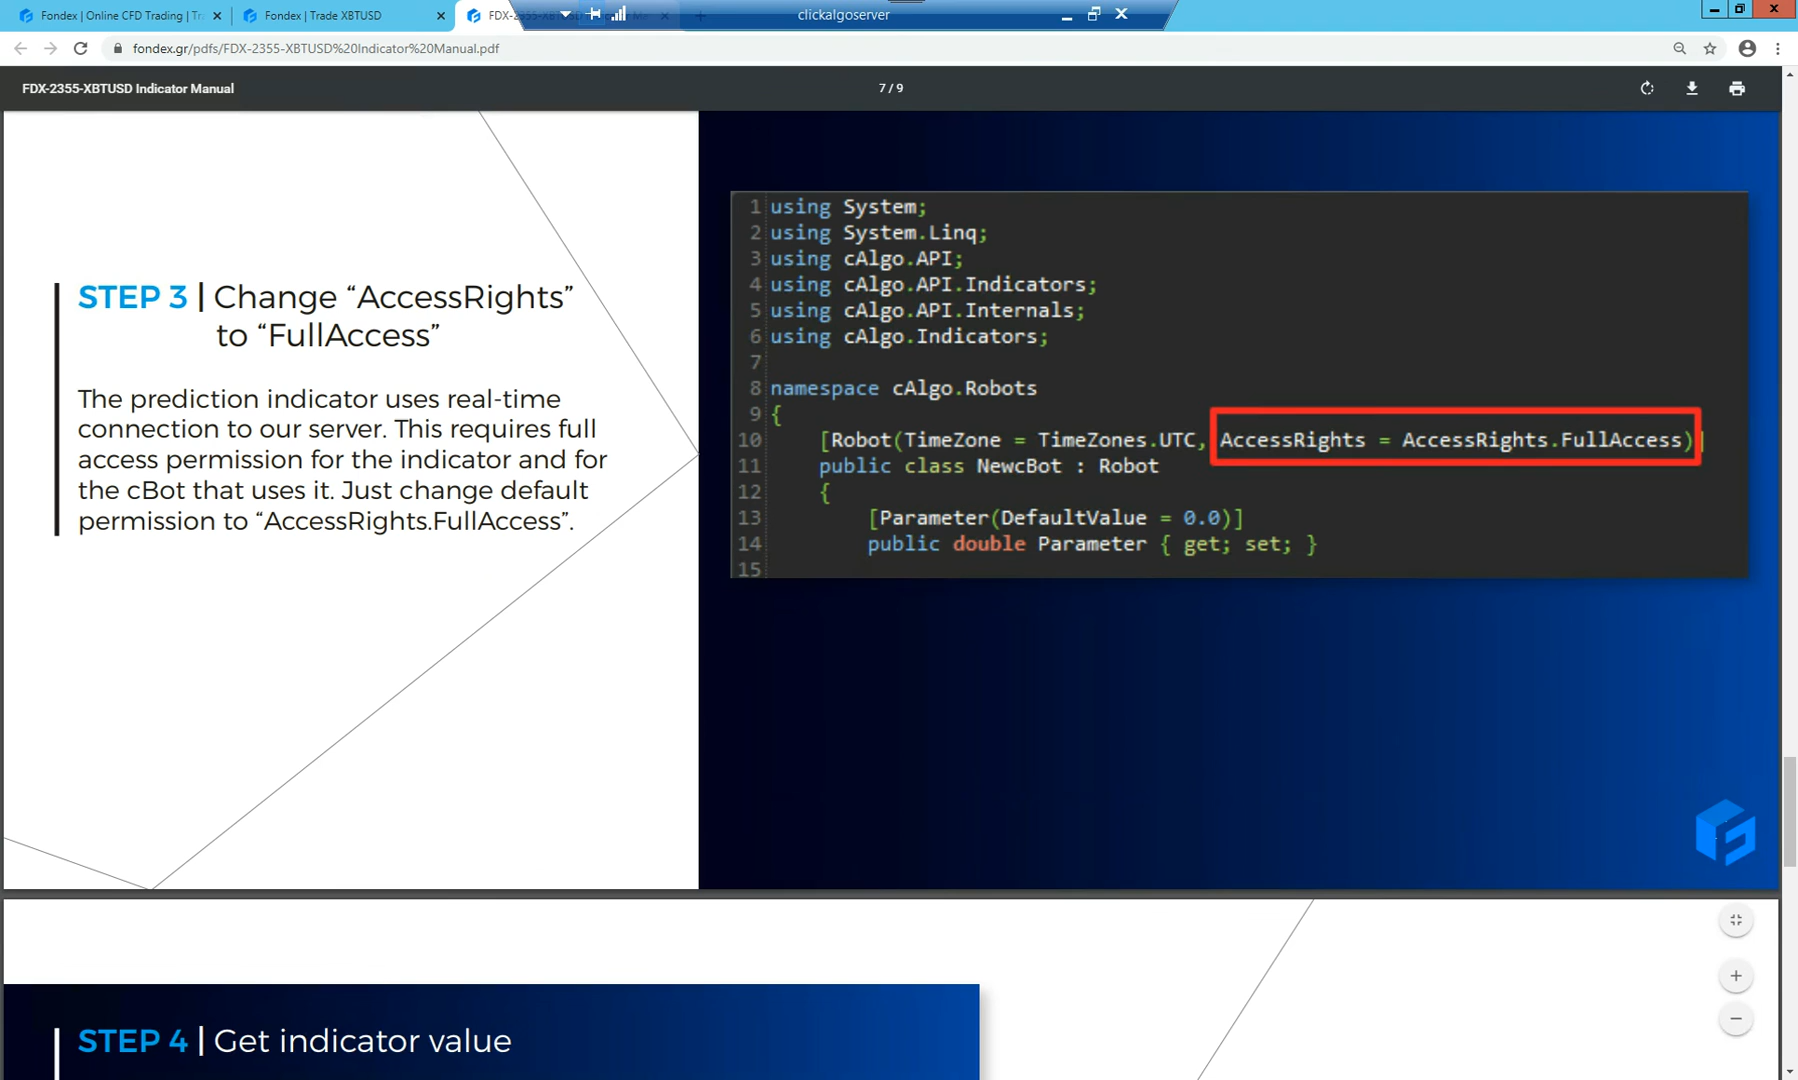 Fondex | Online CFD Trading | Tr
Fondex | Trade XBTUSD
clickalgoserver
fondex.gr/pdfs/FDX-2355-XBTUSD%20Indicator%20Manual.pdf
FDX-2355-XBTUSD Indicator Manual
7 / 9
STEP 3 | Change “AccessRights”
to “FullAccess”
The prediction indicator uses real-time
connection to our server. This requires full
access permission for the indicator and for
the cBot that uses it. Just change default
permission to “AccessRights.FullAccess”.
1 using System;
2 using System.Linq;
3 using cAlgo.API;
4 using cAlgo.API.Indicators;
5 using cAlgo.API.Internals;
6 using cAlgo.Indicators;
7
8 namespace cAlgo.Robots
9 {
10 [Robot(TimeZone = TimeZones.UTC, AccessRights = AccessRights.FullAccess)]
11 public class NewcBot : Robot
12 {
13 [Parameter(DefaultValue = 0.0)]
14 public double Parameter { get; set; }
15
STEP 4 | Get indicator value